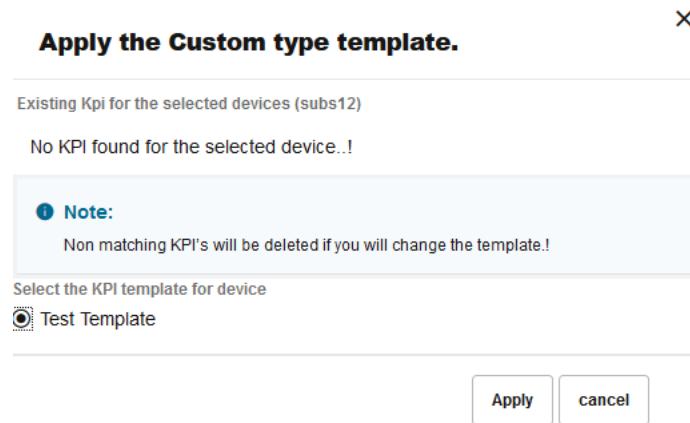 Apply the Custom type template.
Existing Kpi for the selected devices (subs12)
No KPI found for the selected device..!
Note:
Non matching KPI's will be deleted if you will change the template.!
Select the KPI template for device
Test Template
Apply cancel